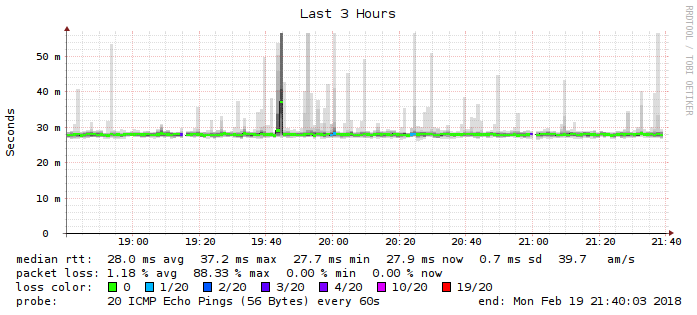 Last 3 Hours
RRDTOOL / TOBI OETIKER
Seconds
50 m
40 m
30 m
20 m
10 m
0
19:00 19:20 19:40 20:00 20:20 20:40 21:00 21:20 21:40
median rtt: 28.0 ms avg 37.2 ms max 27.7 ms min 27.9 ms now 0.7 ms sd 39.7 am/s
packet loss: 1.18 % avg 88.33 % max 0.00 % min 0.00 % now
loss color: 0 1/20 2/20 3/20 4/20 10/20 19/20
probe: 20 ICMP Echo Pings (56 Bytes) every 60s end: Mon Feb 19 21:40:03 2018